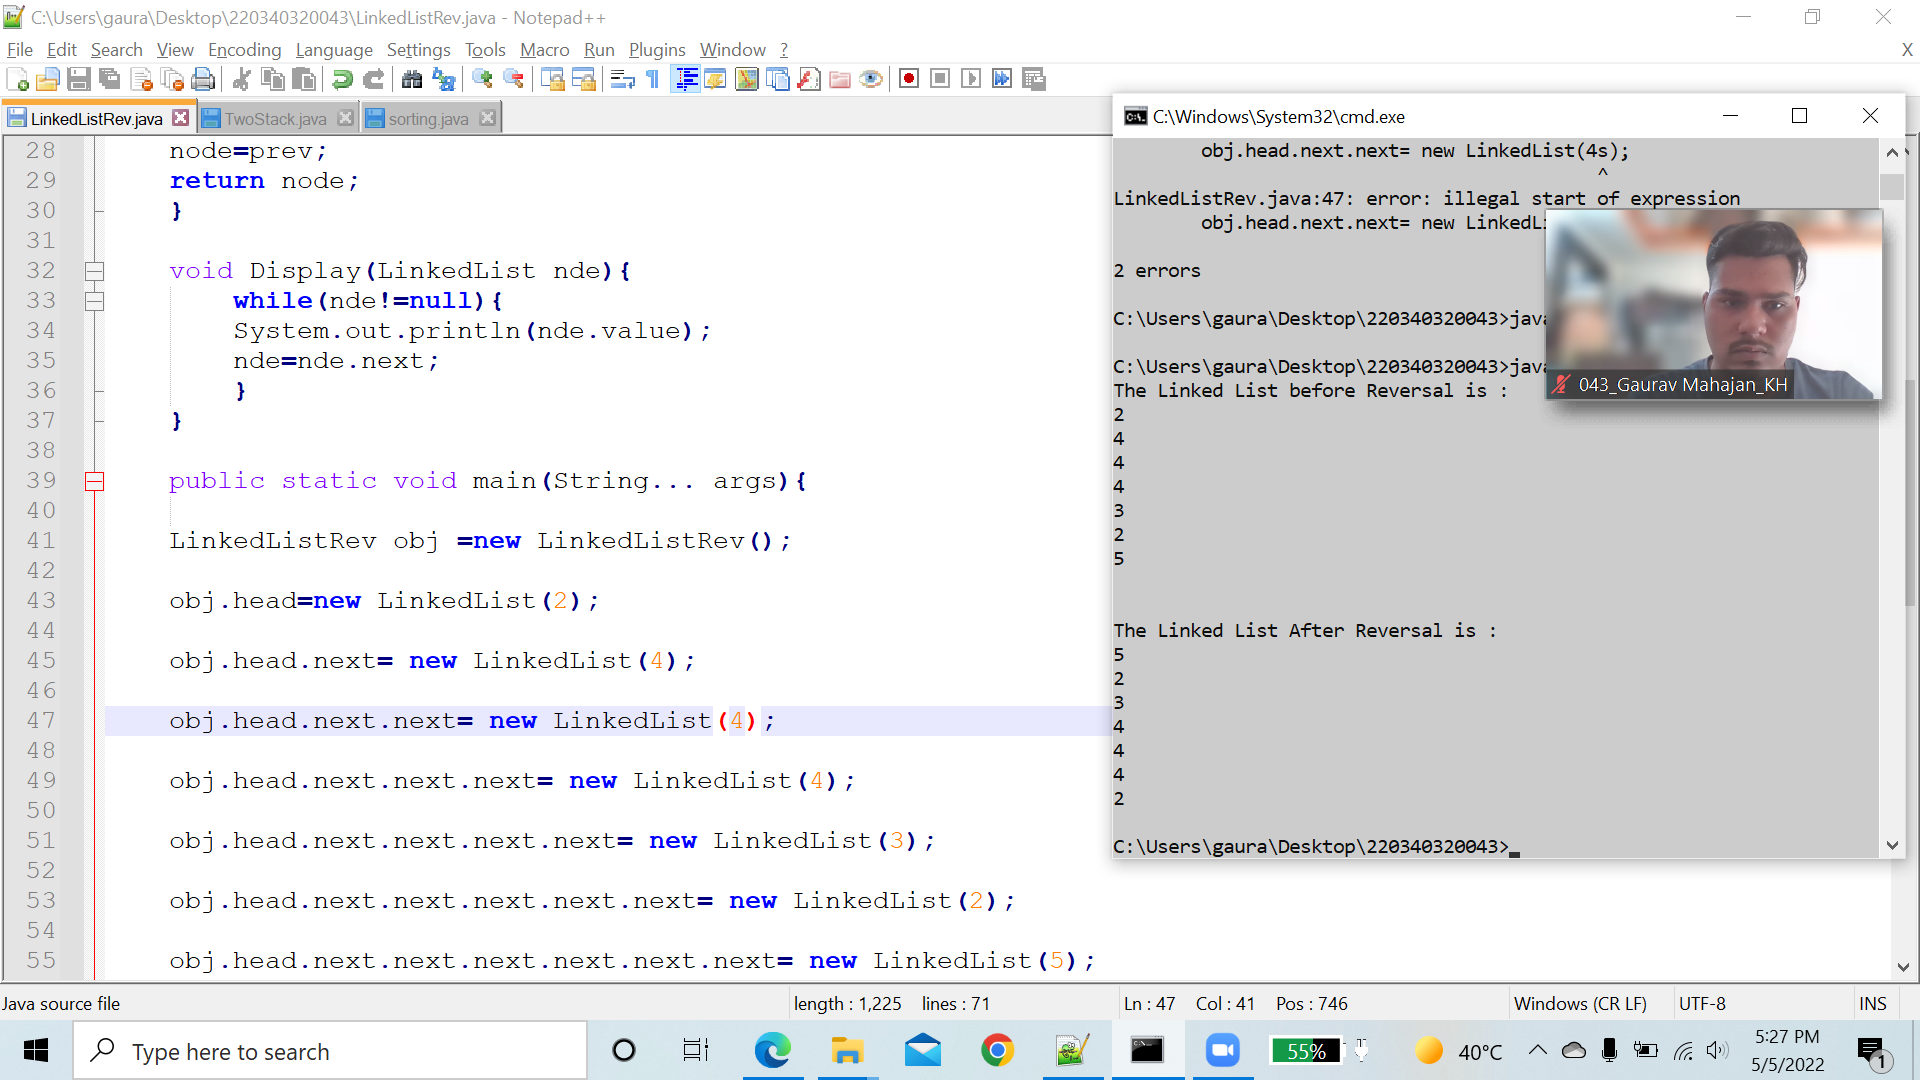 C:\Users\gaura\Desktop\220340320043\LinkedListRev.java - Notepad++
File Edit Search View Encoding Language Settings Tools Macro Run Plugins Window ? X
LinkedListRev.java TwoStack.java sorting.java
28 node=prev;
29 return node;
30 }
31
32 void Display(LinkedList nde){
33 while(nde!=null){
34 System.out.println(nde.value);
35 nde=nde.next;
36 }
37 }
38
39 public static void main(String... args){
40
41 LinkedListRev obj =new LinkedListRev();
42
43 obj.head=new LinkedList(2);
44
45 obj.head.next= new LinkedList(4);
46
47 obj.head.next.next= new LinkedList(4);
48
49 obj.head.next.next.next= new LinkedList(4);
50
51 obj.head.next.next.next.next= new LinkedList(3);
52
53 obj.head.next.next.next.next.next= new LinkedList(2);
54
55 obj.head.next.next.next.next.next.next= new LinkedList(5);
C:\Windows\System32\cmd.exe
obj.head.next.next= new LinkedList(4s);
^
LinkedListRev.java:47: error: illegal start of expression
obj.head.next.next= new LinkedL
2 errors
C:\Users\gaura\Desktop\220340320043>java
C:\Users\gaura\Desktop\220340320043>java
The Linked List before Reversal is :
2
4
4
4
3
2
5
The Linked List After Reversal is :
5
2
3
4
4
4
2
C:\Users\gaura\Desktop\220340320043>
043_Gaurav Mahajan_KH
Java source file length : 1,225 lines : 71 Ln : 47 Col : 41 Pos : 746 Windows (CR LF) UTF-8 INS
Type here to search 55% 40°C 5:27 PM
5/5/2022
1